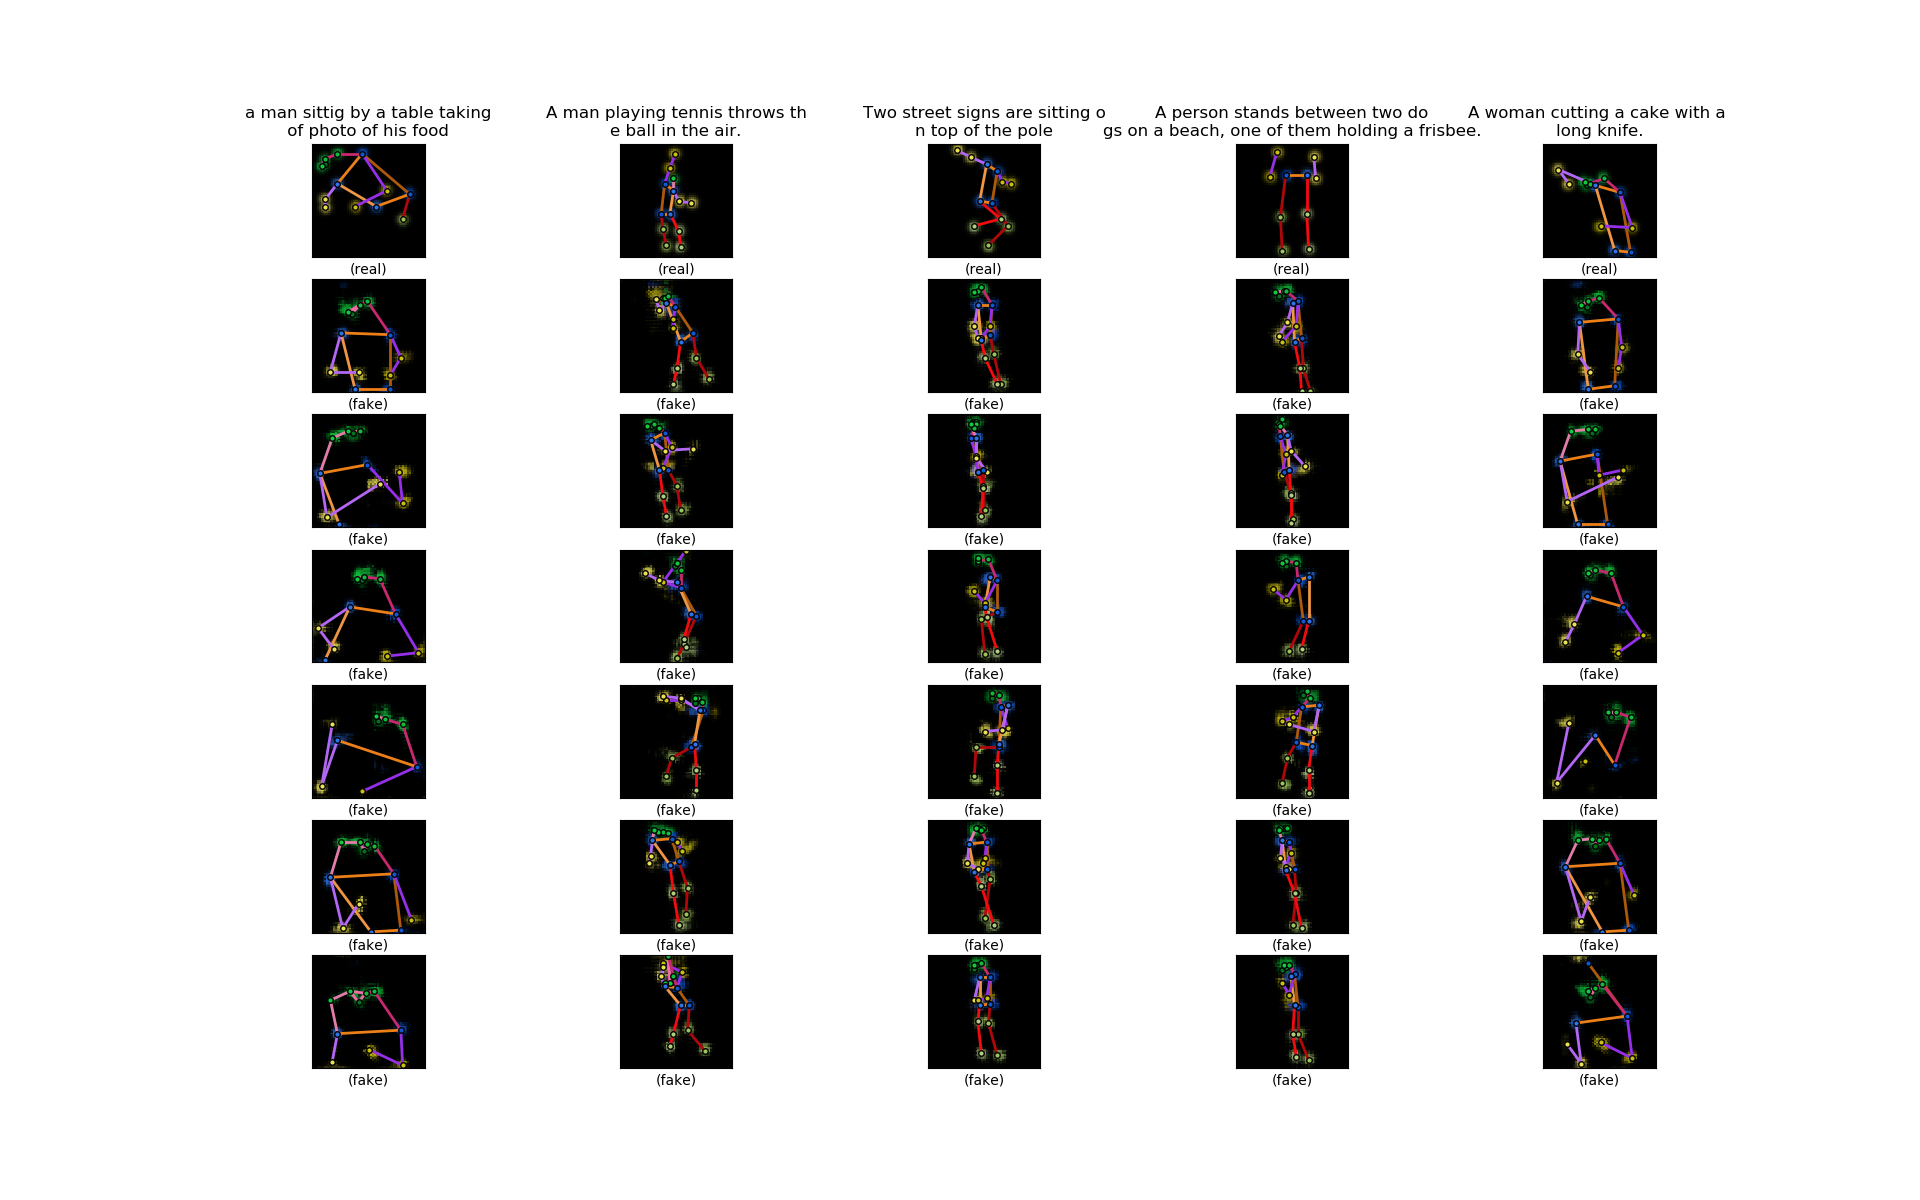 a man sittig by a table taking
of photo of his food
A man playing tennis throws th
e ball in the air.
Two street signs are sitting o
n top of the pole
A person stands between two do
gs on a beach, one of them holding a frisbee.
A woman cutting a cake with a
long knife.
(real) (real) (real) (real) (real)
(fake) (fake) (fake) (fake) (fake)
(fake) (fake) (fake) (fake) (fake)
(fake) (fake) (fake) (fake) (fake)
(fake) (fake) (fake) (fake) (fake)
(fake) (fake) (fake) (fake) (fake)
(fake) (fake) (fake) (fake) (fake)